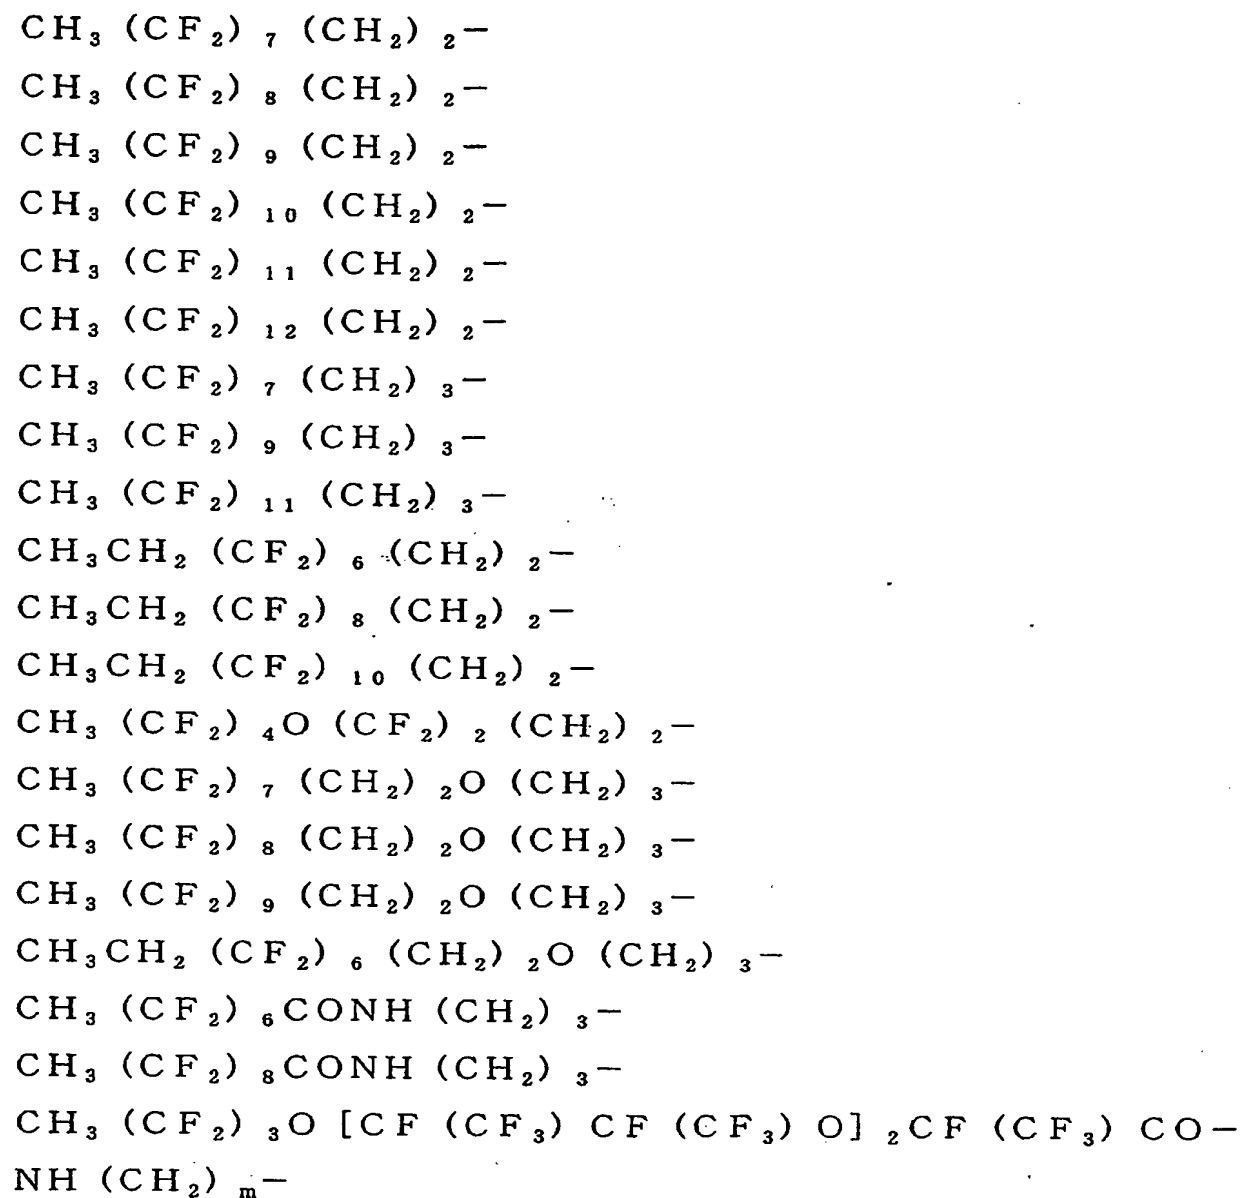 CH₃(CF₂)₇(CH₂)₂−
CH₃(CF₂)₈(CH₂)₂−
CH₃(CF₂)₉(CH₂)₂−
CH₃(CF₂)₁₀(CH₂)₂−
CH₃(CF₂)₁₁(CH₂)₂−
CH₃(CF₂)₁₂(CH₂)₂−
CH₃(CF₂)₇(CH₂)₃−
CH₃(CF₂)₉(CH₂)₃−
CH₃(CF₂)₁₁(CH₂)₃−
CH₃CH₂(CF₂)₆(CH₂)₂−
CH₃CH₂(CF₂)₈(CH₂)₂−
CH₃CH₂(CF₂)₁₀(CH₂)₂−
CH₃(CF₂)₄O(CF₂)₂(CH₂)₂−
CH₃(CF₂)₇(CH₂)₂O(CH₂)₃−
CH₃(CF₂)₈(CH₂)₂O(CH₂)₃−
CH₃(CF₂)₉(CH₂)₂O(CH₂)₃−
CH₃CH₂(CF₂)₆(CH₂)₂O(CH₂)₃−
CH₃(CF₂)₆CONH(CH₂)₃−
CH₃(CF₂)₈CONH(CH₂)₃−
CH₃(CF₂)₃O[CF(CF₃)CF(CF₃)O]₂CF(CF₃)CO−
NH(CH₂)ₘ−